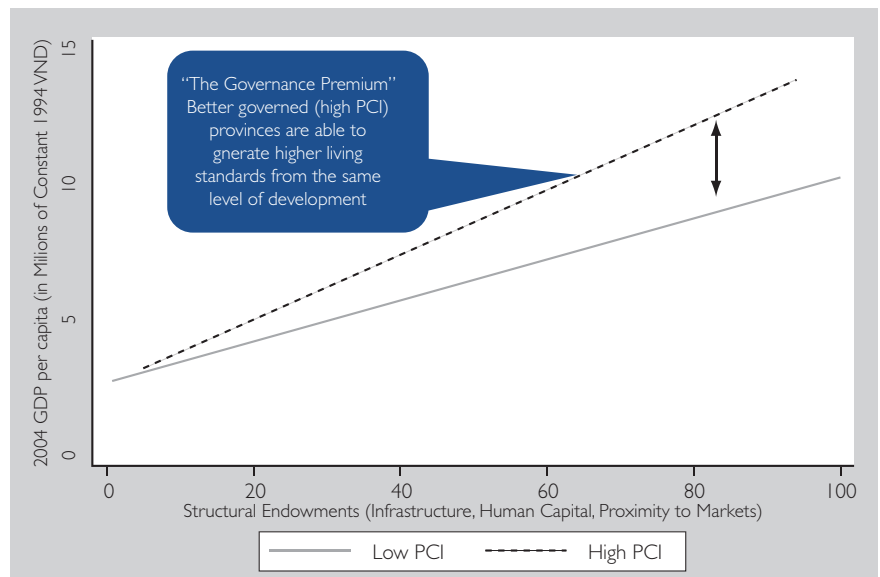 2004 GDP per capita (in Milions of Constant 1994 VND)
15
10
5
0
“The Governance Premium”
Better governed (high PCI)
provinces are able to
gnerate higher living
standards from the same
level of development
0 20 40 60 80 100
Structural Endowments (Infrastructure, Human Capital, Proximity to Markets)
Low PCI High PCI